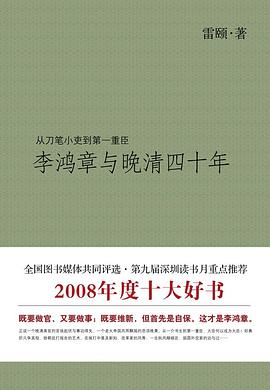 雷颐·著
从刀笔小吏到第一重臣
李鸿章与晚清四十年
全国图书媒体共同评选·第九届深圳读书月重点推荐
2008年度十大好书
既要做官、又要做事；既要维新，但首先是自保。这才是李鸿章。